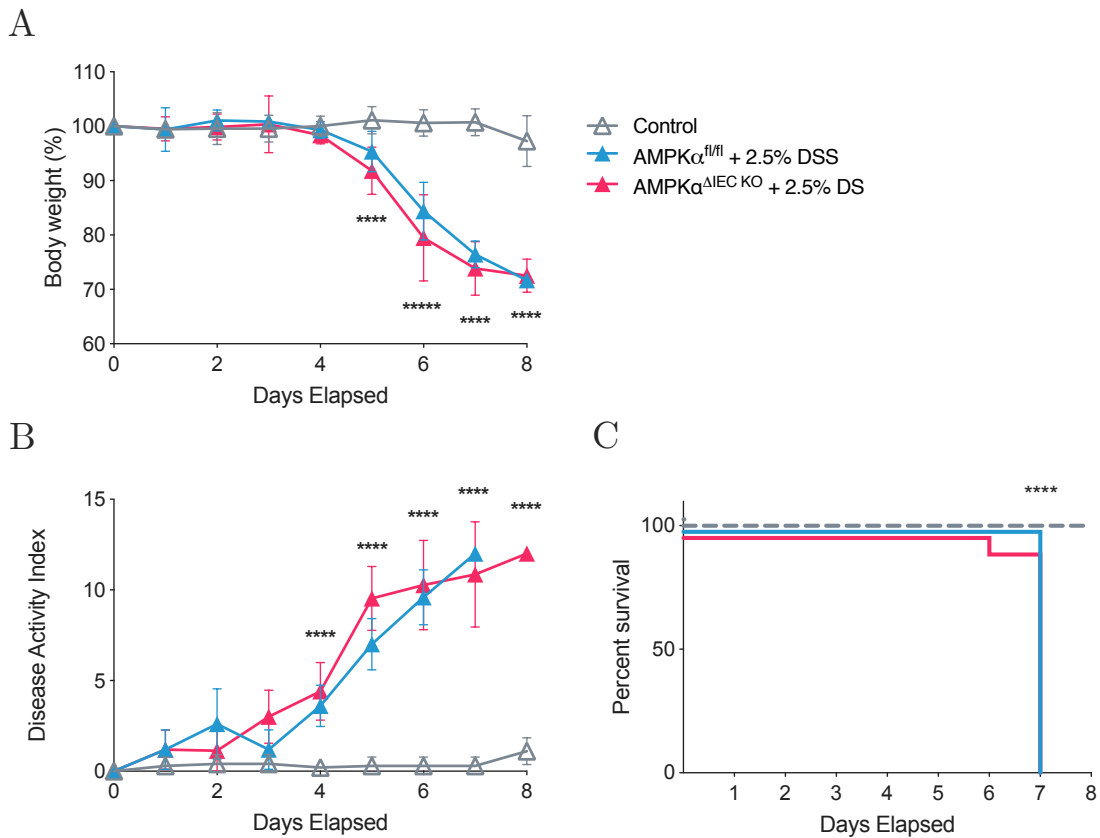 A
110
100
90
80
70
60
Body weight (%)
0 2 4 6 8
Days Elapsed
****
*****
****
****
Control
AMPKα^fl/fl + 2.5% DSS
AMPKα^ΔIEC KO + 2.5% DS
B
15
10
5
0
Disease Activity Index
0 2 4 6 8
Days Elapsed
****
****
****
****
****
C
100
50
0
Percent survival
1 2 3 4 5 6 7 8
Days Elapsed
****